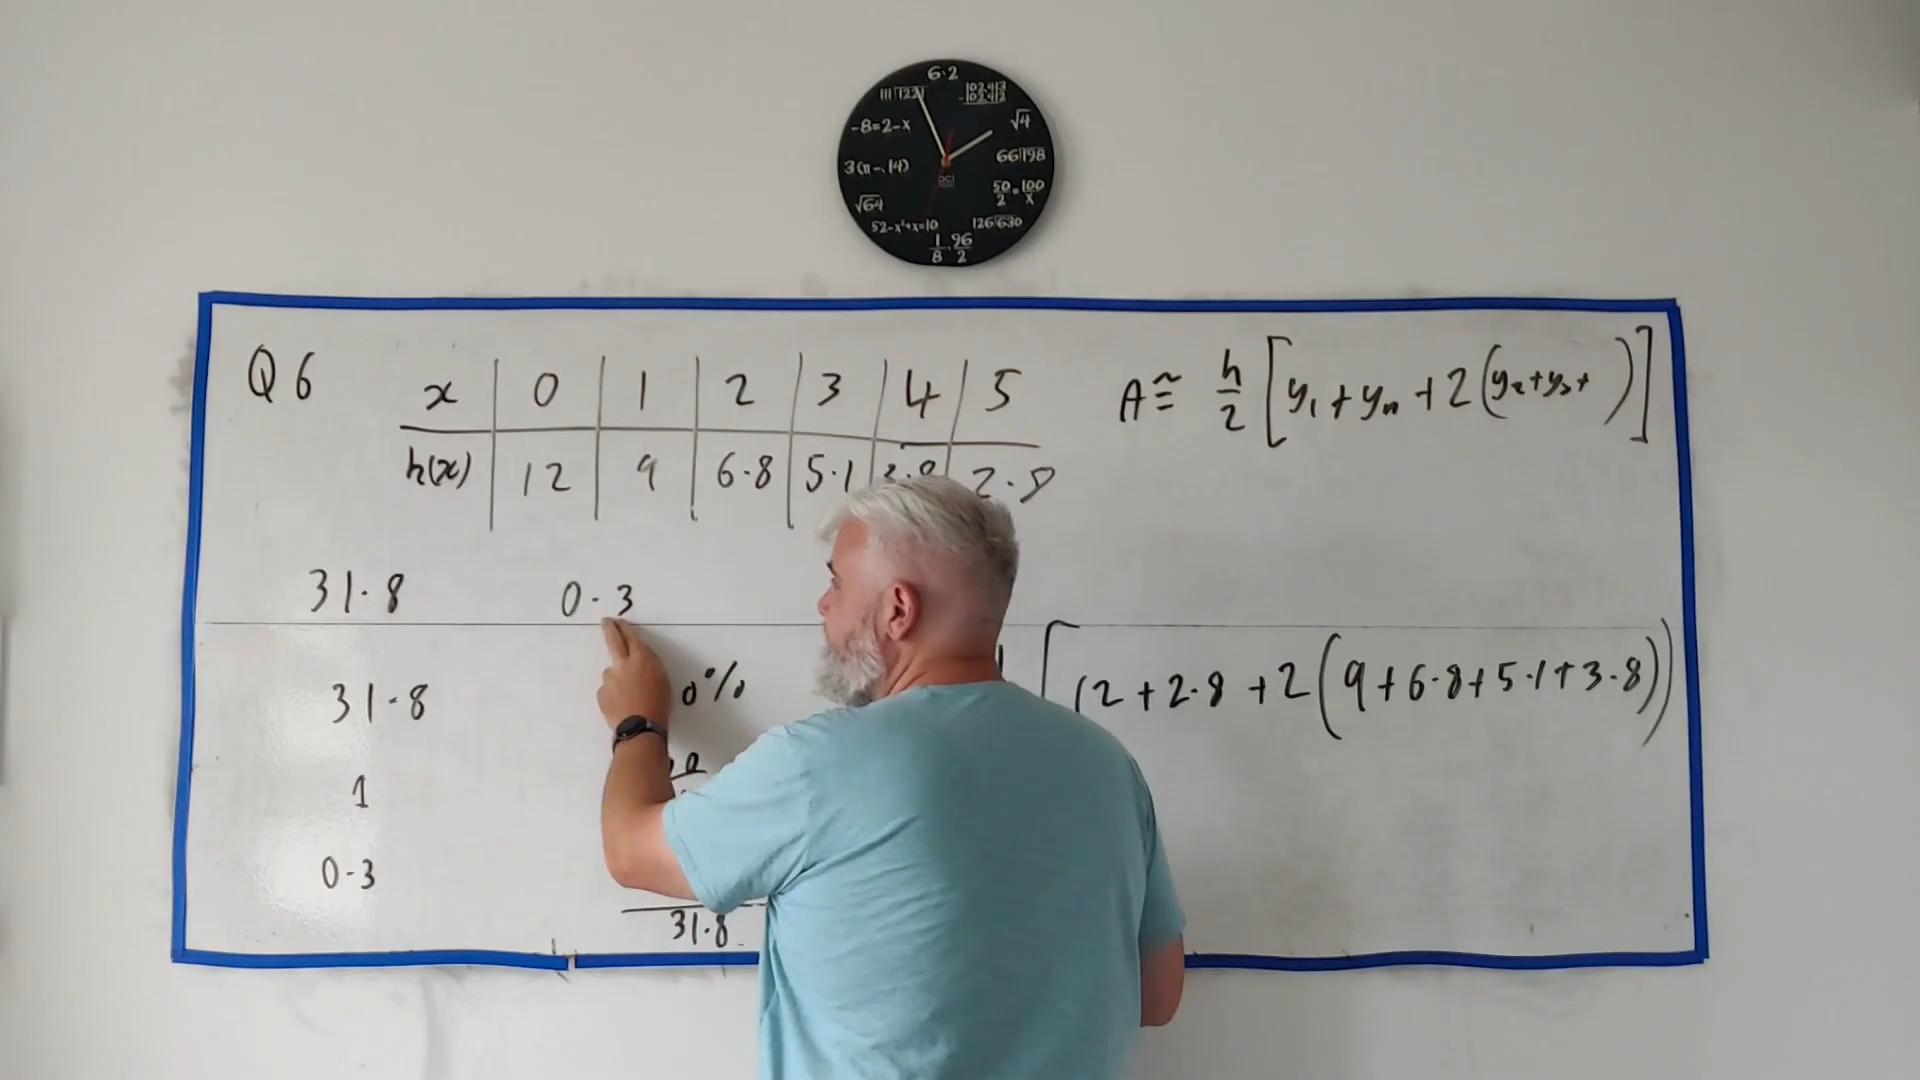 6·2
111|1221
-8=2-x
√4
3(π-.14)
66|198
50/2=100/x
√64
52-x²+x=10
126|630
1/8·96/2
Q6
x 0 1 2 3 4 5
h(x) 12 9 6·8 5·1 2·8
A ≅ h/2 [y₁+yₙ+2(y₂+y₃+ )]
31·8 0·3
31·8
0%
[12+2·8+2(9+6·8+5·1+3·8))
1
0·3
31·8